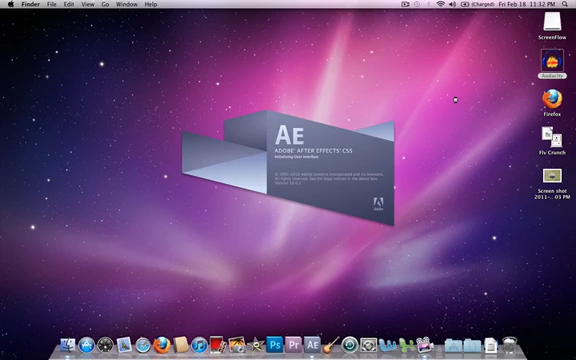 Finder File Edit View Go Window Help (Charged) Fri Feb 18 11:32 PM
ScreenFlow
Audacity
Firefox
Flv Crunch
Screen shot
2011-...03 PM
AE
ADOBE® AFTER EFFECTS® CS5
Initializing User Interface
Adobe
Ps Pr AE